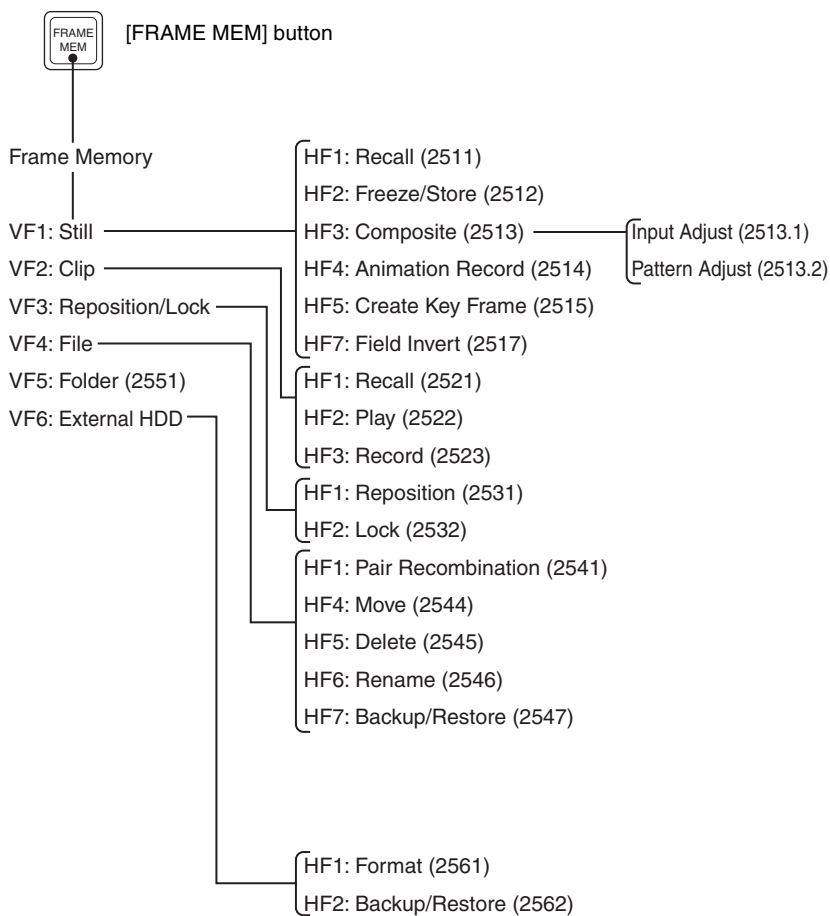 FRAME
MEM
[FRAME MEM] button
Frame Memory
VF1: Still
VF2: Clip
VF3: Reposition/Lock
VF4: File
VF5: Folder (2551)
VF6: External HDD
HF1: Recall (2511)
HF2: Freeze/Store (2512)
HF3: Composite (2513)
HF4: Animation Record (2514)
HF5: Create Key Frame (2515)
HF7: Field Invert (2517)
Input Adjust (2513.1)
Pattern Adjust (2513.2)
HF1: Recall (2521)
HF2: Play (2522)
HF3: Record (2523)
HF1: Reposition (2531)
HF2: Lock (2532)
HF1: Pair Recombination (2541)
HF4: Move (2544)
HF5: Delete (2545)
HF6: Rename (2546)
HF7: Backup/Restore (2547)
HF1: Format (2561)
HF2: Backup/Restore (2562)